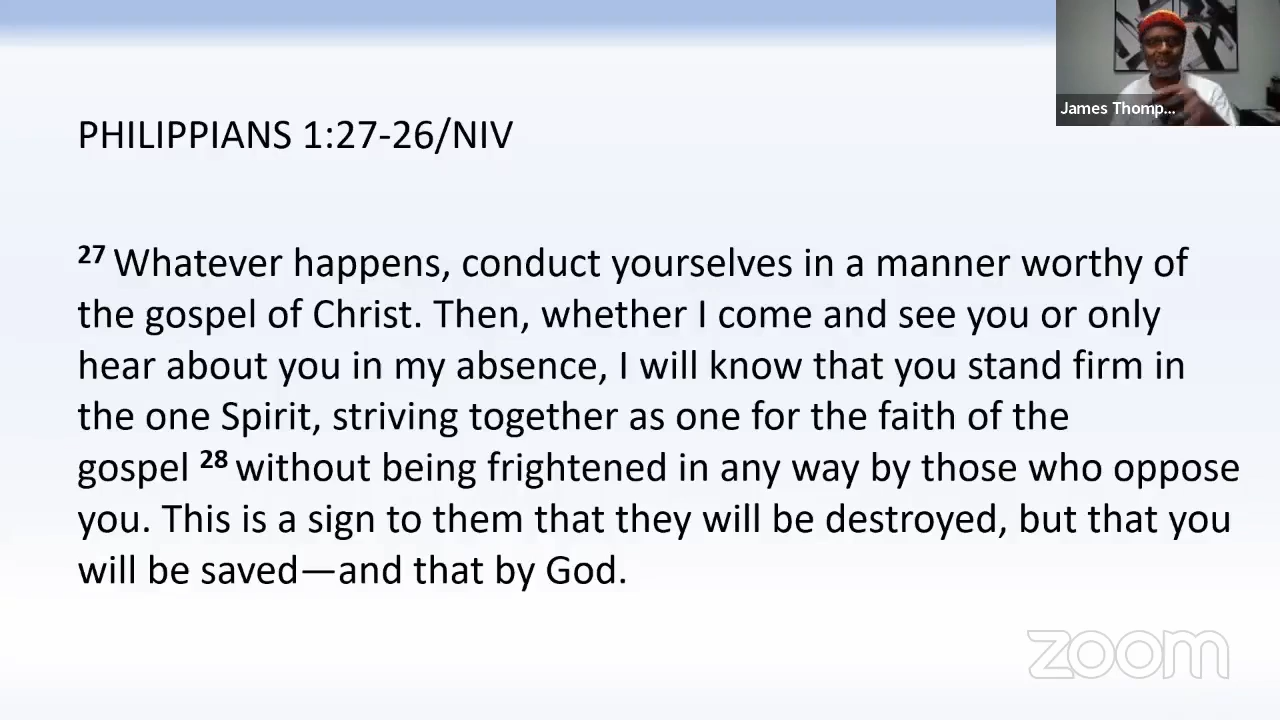 James Thomp...
PHILIPPIANS 1:27-26/NIV
27 Whatever happens, conduct yourselves in a manner worthy of
the gospel of Christ. Then, whether I come and see you or only
hear about you in my absence, I will know that you stand firm in
the one Spirit, striving together as one for the faith of the
gospel 28 without being frightened in any way by those who oppose
you. This is a sign to them that they will be destroyed, but that you
will be saved—and that by God.
zoom